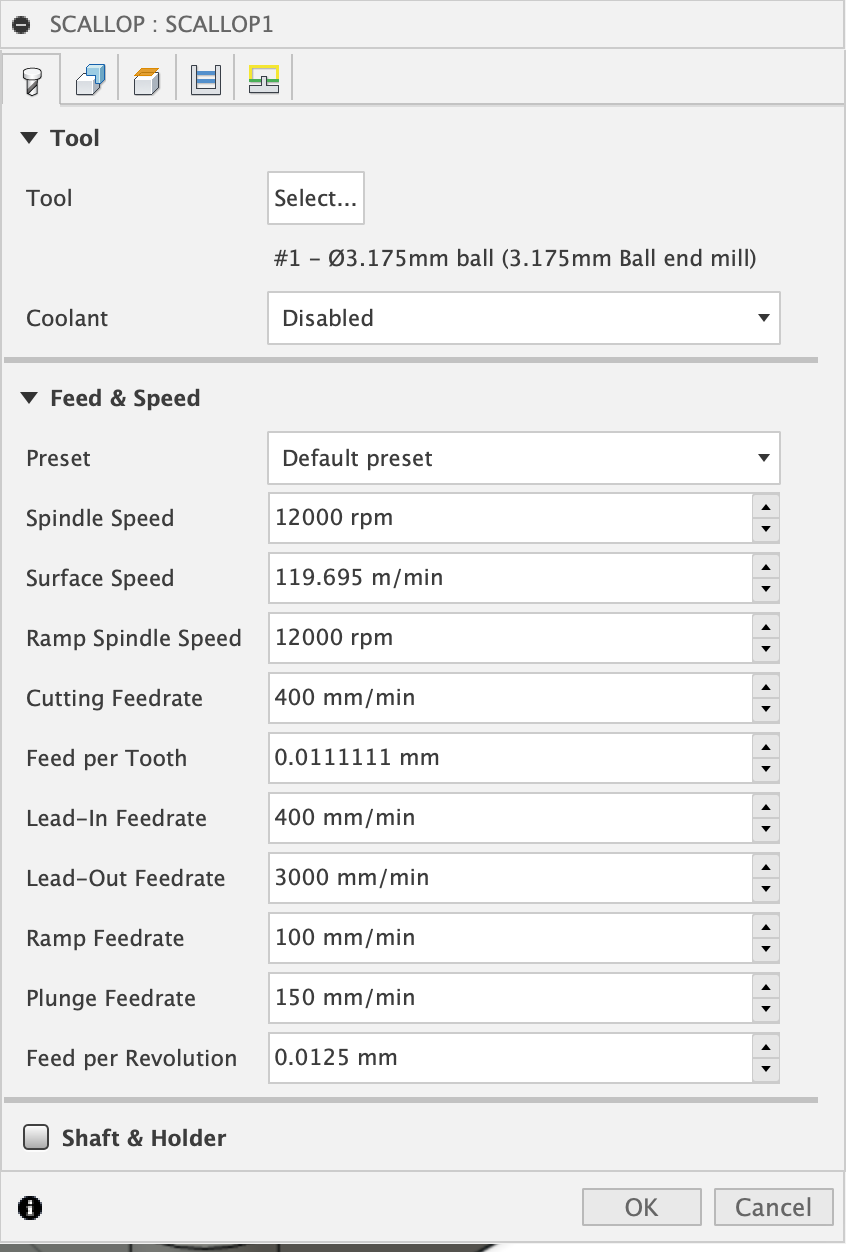 SCALLOP : SCALLOP1
Tool
Tool Select...
#1 – Ø3.175mm ball (3.175mm Ball end mill)
Coolant Disabled
Feed & Speed
Preset Default preset
Spindle Speed 12000 rpm
Surface Speed 119.695 m/min
Ramp Spindle Speed 12000 rpm
Cutting Feedrate 400 mm/min
Feed per Tooth 0.0111111 mm
Lead-In Feedrate 400 mm/min
Lead-Out Feedrate 3000 mm/min
Ramp Feedrate 100 mm/min
Plunge Feedrate 150 mm/min
Feed per Revolution 0.0125 mm
Shaft & Holder
OK Cancel